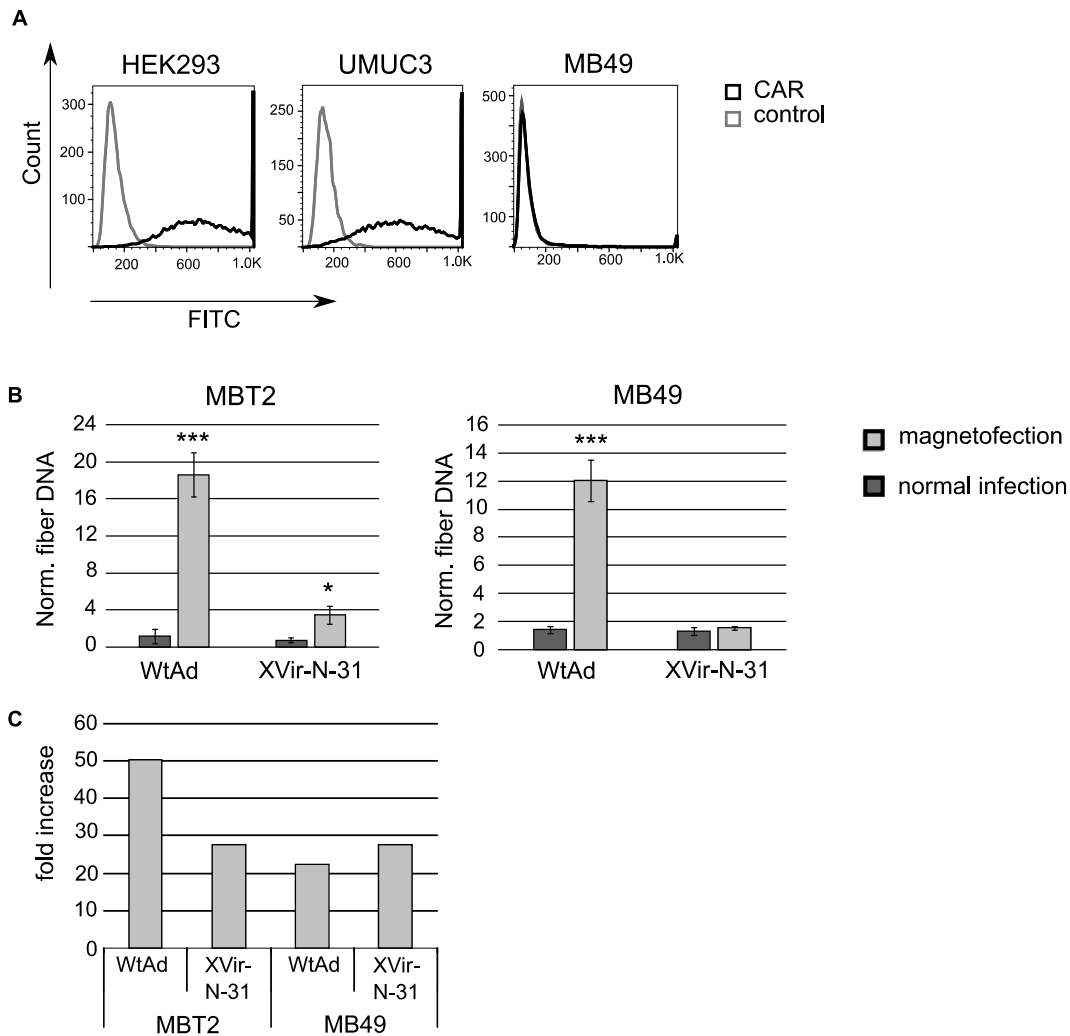 A
HEK293
UMUC3
MB49
CAR
control
Count
300
200
100
200
600
1.0K
250
150
50
200
600
1.0K
500
300
100
200
600
1.0K
FITC
B
MBT2
MB49
Norm. fiber DNA
24
20
16
12
8
4
0
***
*
WtAd
XVir-N-31
Norm. fiber DNA
16
14
12
10
8
6
4
2
0
***
WtAd
XVir-N-31
magnetofection
normal infection
C
fold increase
60
50
40
30
20
10
0
WtAd
XVir-
N-31
WtAd
XVir-
N-31
MBT2
MB49